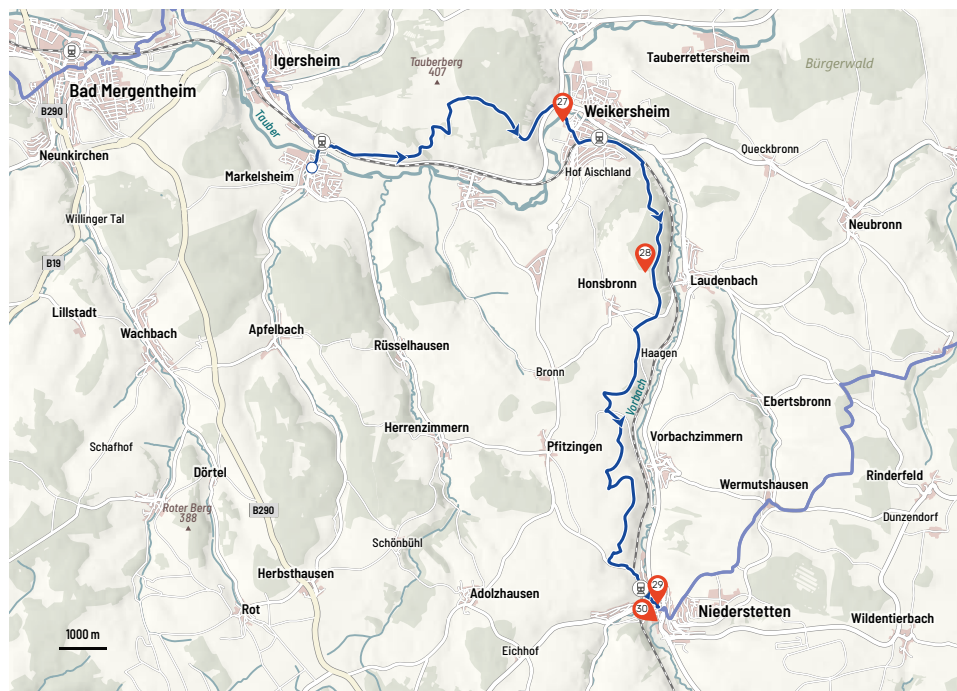 Igersheim
Tauberberg
407
Tauberrettersheim
Bürgerwald
Bad Mergentheim
B290
27
Weikersheim
Tauber
Neunkirchen
Markelsheim
Hof Aischland
Queckbronn
Willinger Tal
Neubronn
B19
28
Honsbronn
Laudenbach
Lillstadt
Wachbach
Apfelbach
Rüsselhausen
Haagen
Bronn
Vorbach
Ebertsbronn
Herrenzimmern
Schafhof
Pfitzingen
Vorbachzimmern
Dörtel
Wermutshausen
Rinderfeld
Roter Berg
388
B290
Dunzendorf
Schönbühl
Herbsthausen
29
Adolzhausen
30
Rot
Niederstetten
Wildentierbach
1000 m
Eichhof